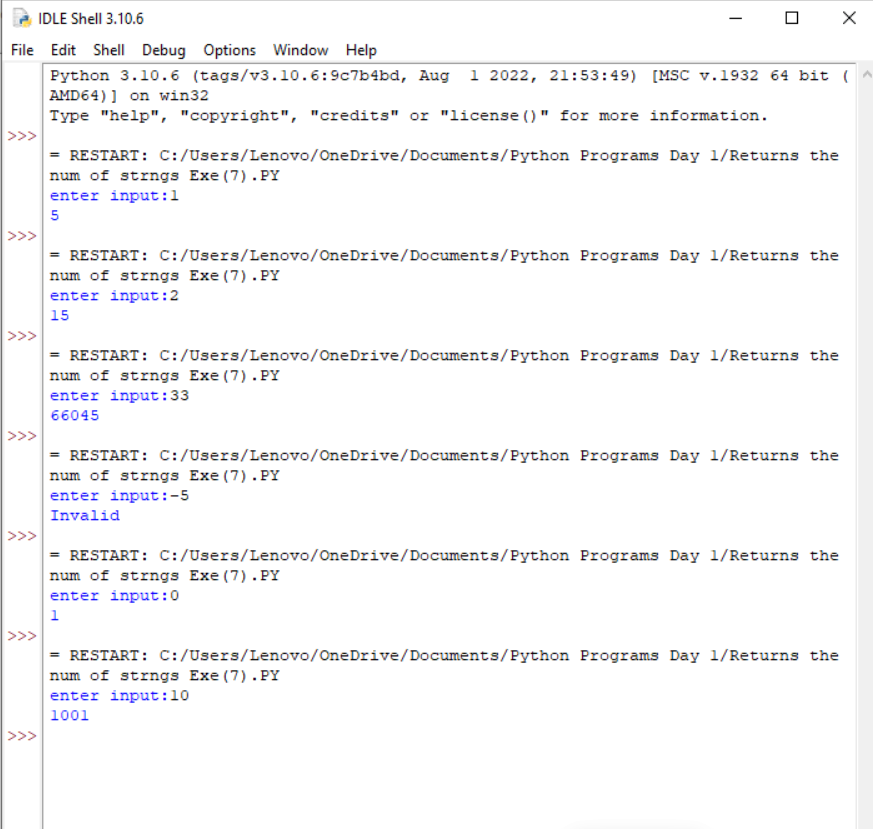 IDLE Shell 3.10.6
File Edit Shell Debug Options Window Help
Python 3.10.6 (tags/v3.10.6:9c7b4bd, Aug  1 2022, 21:53:49) [MSC v.1932 64 bit (
AMD64)] on win32
Type "help", "copyright", "credits" or "license()" for more information.
>>>
= RESTART: C:/Users/Lenovo/OneDrive/Documents/Python Programs Day 1/Returns the
num of strngs Exe(7).PY
enter input:1
5
>>>
= RESTART: C:/Users/Lenovo/OneDrive/Documents/Python Programs Day 1/Returns the
num of strngs Exe(7).PY
enter input:2
15
>>>
= RESTART: C:/Users/Lenovo/OneDrive/Documents/Python Programs Day 1/Returns the
num of strngs Exe(7).PY
enter input:33
66045
>>>
= RESTART: C:/Users/Lenovo/OneDrive/Documents/Python Programs Day 1/Returns the
num of strngs Exe(7).PY
enter input:-5
Invalid
>>>
= RESTART: C:/Users/Lenovo/OneDrive/Documents/Python Programs Day 1/Returns the
num of strngs Exe(7).PY
enter input:0
1
>>>
= RESTART: C:/Users/Lenovo/OneDrive/Documents/Python Programs Day 1/Returns the
num of strngs Exe(7).PY
enter input:10
1001
>>>